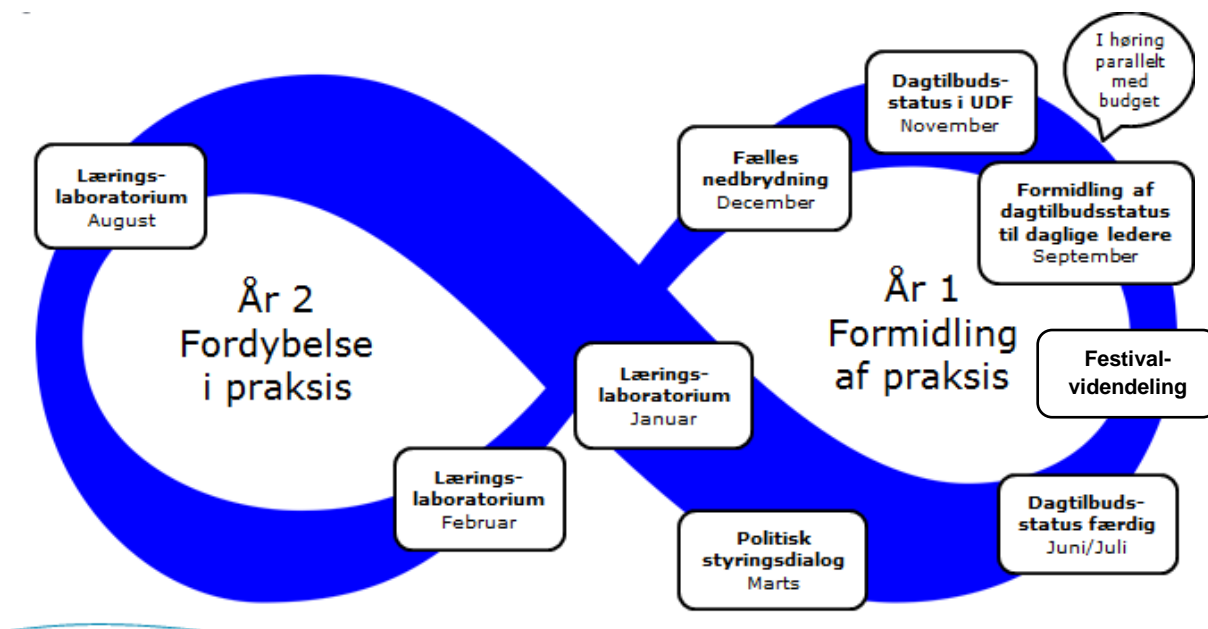 I høring
parallelt
med
budget
Dagtilbuds-
status i UDF
November
Fælles
nedbrydning
December
Lærings-
laboratorium
August
Formidling af
dagtilbudsstatus
til daglige ledere
September
År 2
Fordybelse
i praksis
År 1
Formidling
af praksis
Festival-
videndeling
Lærings-
laboratorium
Januar
Lærings-
laboratorium
Februar
Dagtilbuds-
status færdig
Juni/Juli
Politisk
styringsdialog
Marts